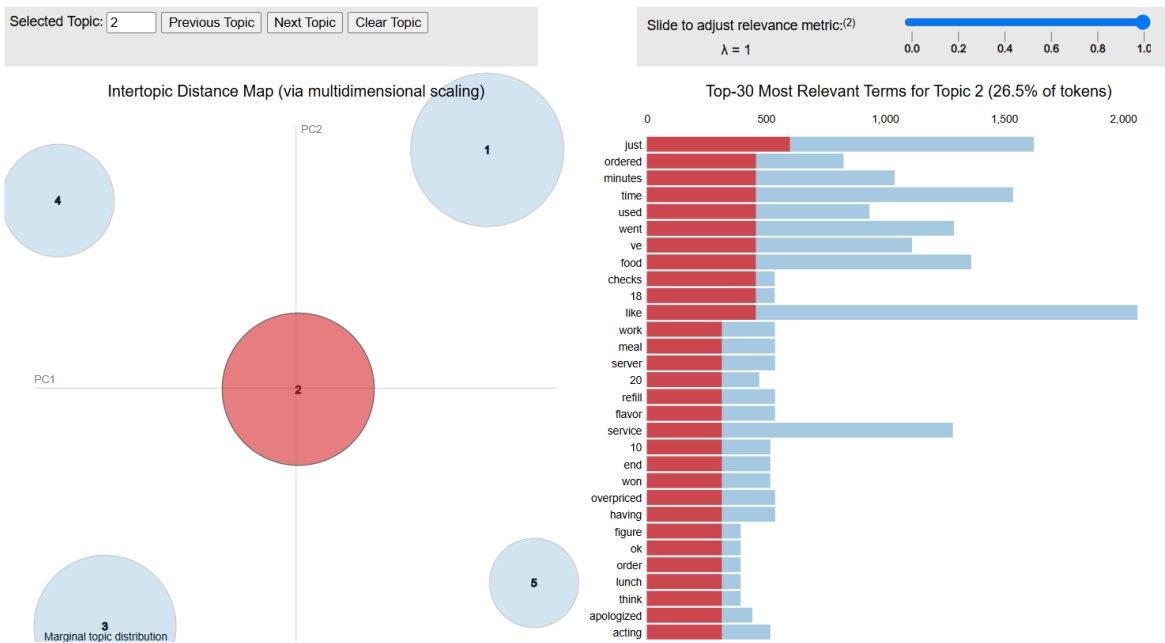 Selected Topic: 2 Previous Topic Next Topic Clear Topic
Slide to adjust relevance metric:(2)
λ = 1
0.0 0.2 0.4 0.6 0.8 1.0
Intertopic Distance Map (via multidimensional scaling)
PC2
PC1
1
4
2
5
3
Marginal topic distribution
Top-30 Most Relevant Terms for Topic 2 (26.5% of tokens)
0 500 1,000 1,500 2,000
just
ordered
minutes
time
used
went
ve
food
checks
18
like
work
meal
server
20
refill
flavor
service
10
end
won
overpriced
having
figure
ok
order
lunch
think
apologized
acting